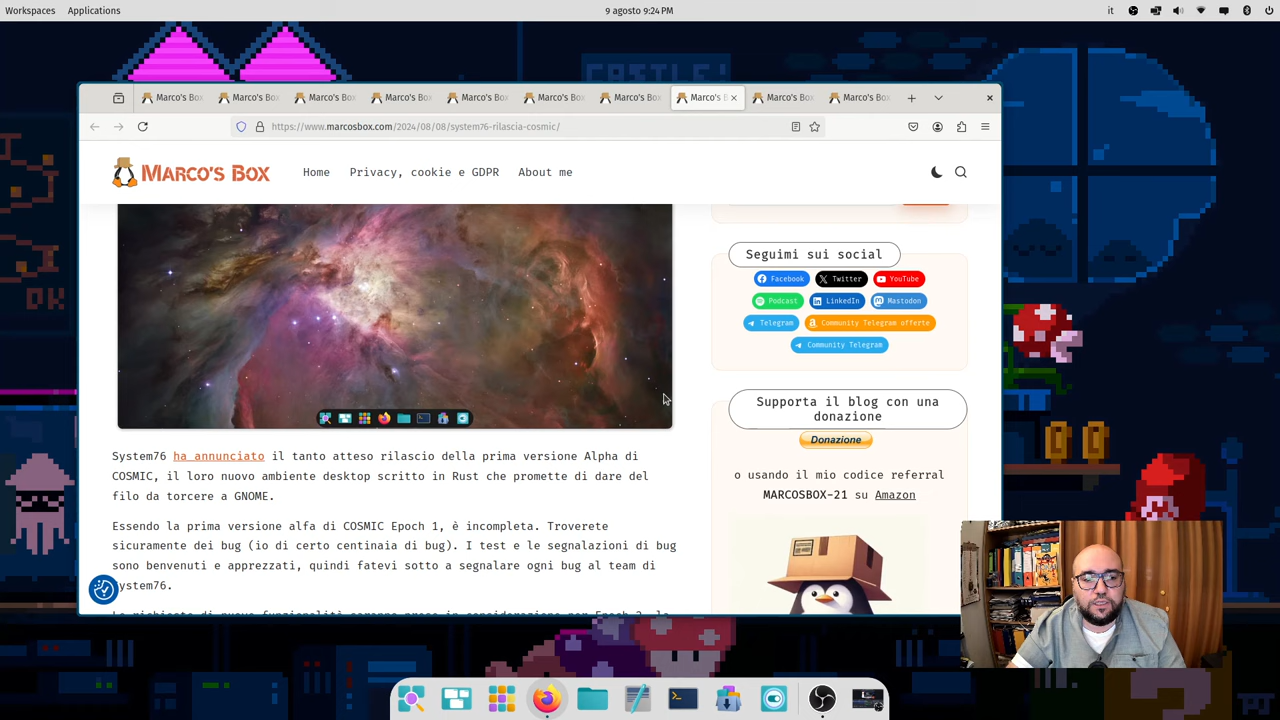 Workspaces Applications 9 agosto 9:24 PM it
CASTLE!
OK
Marco's Box Marco's Box Marco's Box Marco's Box Marco's Box Marco's Box Marco's Box Marco's B Marco's Box Marco's Box
https://www.marcosbox.com/2024/08/08/system76-rilascia-cosmic/
MARCO'S BOX Home Privacy, cookie e GDPR About me
Seguimi sui social
Facebook Twitter YouTube
Podcast LinkedIn Mastodon
Telegram Community Telegram offerte
Community Telegram
Supporta il blog con una
donazione
Donazione
o usando il mio codice referral
MARCOSBOX-21 su Amazon
System76 ha annunciato il tanto atteso rilascio della prima versione Alpha di
COSMIC, il loro nuovo ambiente desktop scritto in Rust che promette di dare del
filo da torcere a GNOME.
Essendo la prima versione alfa di COSMIC Epoch 1, è incompleta. Troverete
sicuramente dei bug (io di certo centinaia di bug). I test e le segnalazioni di bug
sono benvenuti e apprezzati, quindi fatevi sotto a segnalare ogni bug al team di
System76.